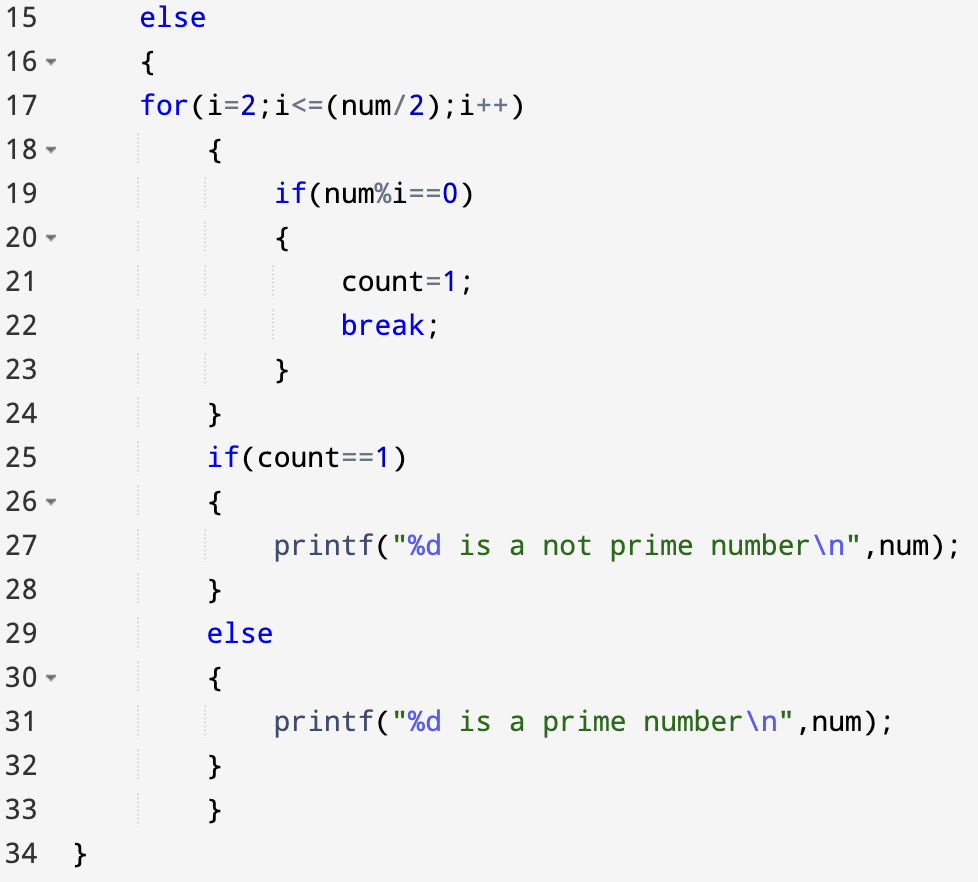 15 else
16 {
17 for(i=2;i<=(num/2);i++)
18 {
19 if(num%i==0)
20 {
21 count=1;
22 break;
23 }
24 }
25 if(count==1)
26 {
27 printf("%d is a not prime number\n",num);
28 }
29 else
30 {
31 printf("%d is a prime number\n",num);
32 }
33 }
34 }